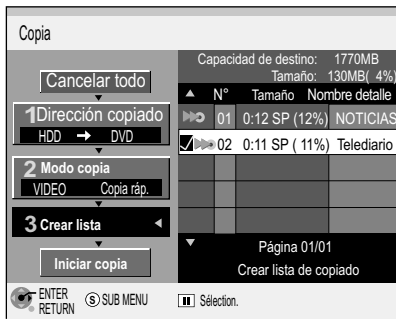 Copia
Capacidad de destino: 1770MB
Tamaño: 130MB( 4%)
Cancelar todo
N° Tamaño Nombre detalle
1 Dirección copiado
HDD → DVD
01 0:12 SP (12%) NOTICIAS
02 0:11 SP ( 11%) Telediario
2 Modo copia
VIDEO Copia ráp.
3 Crear lista
Página 01/01
Crear lista de copiado
Iniciar copia
ENTER
RETURN
S SUB MENU
Sélection.